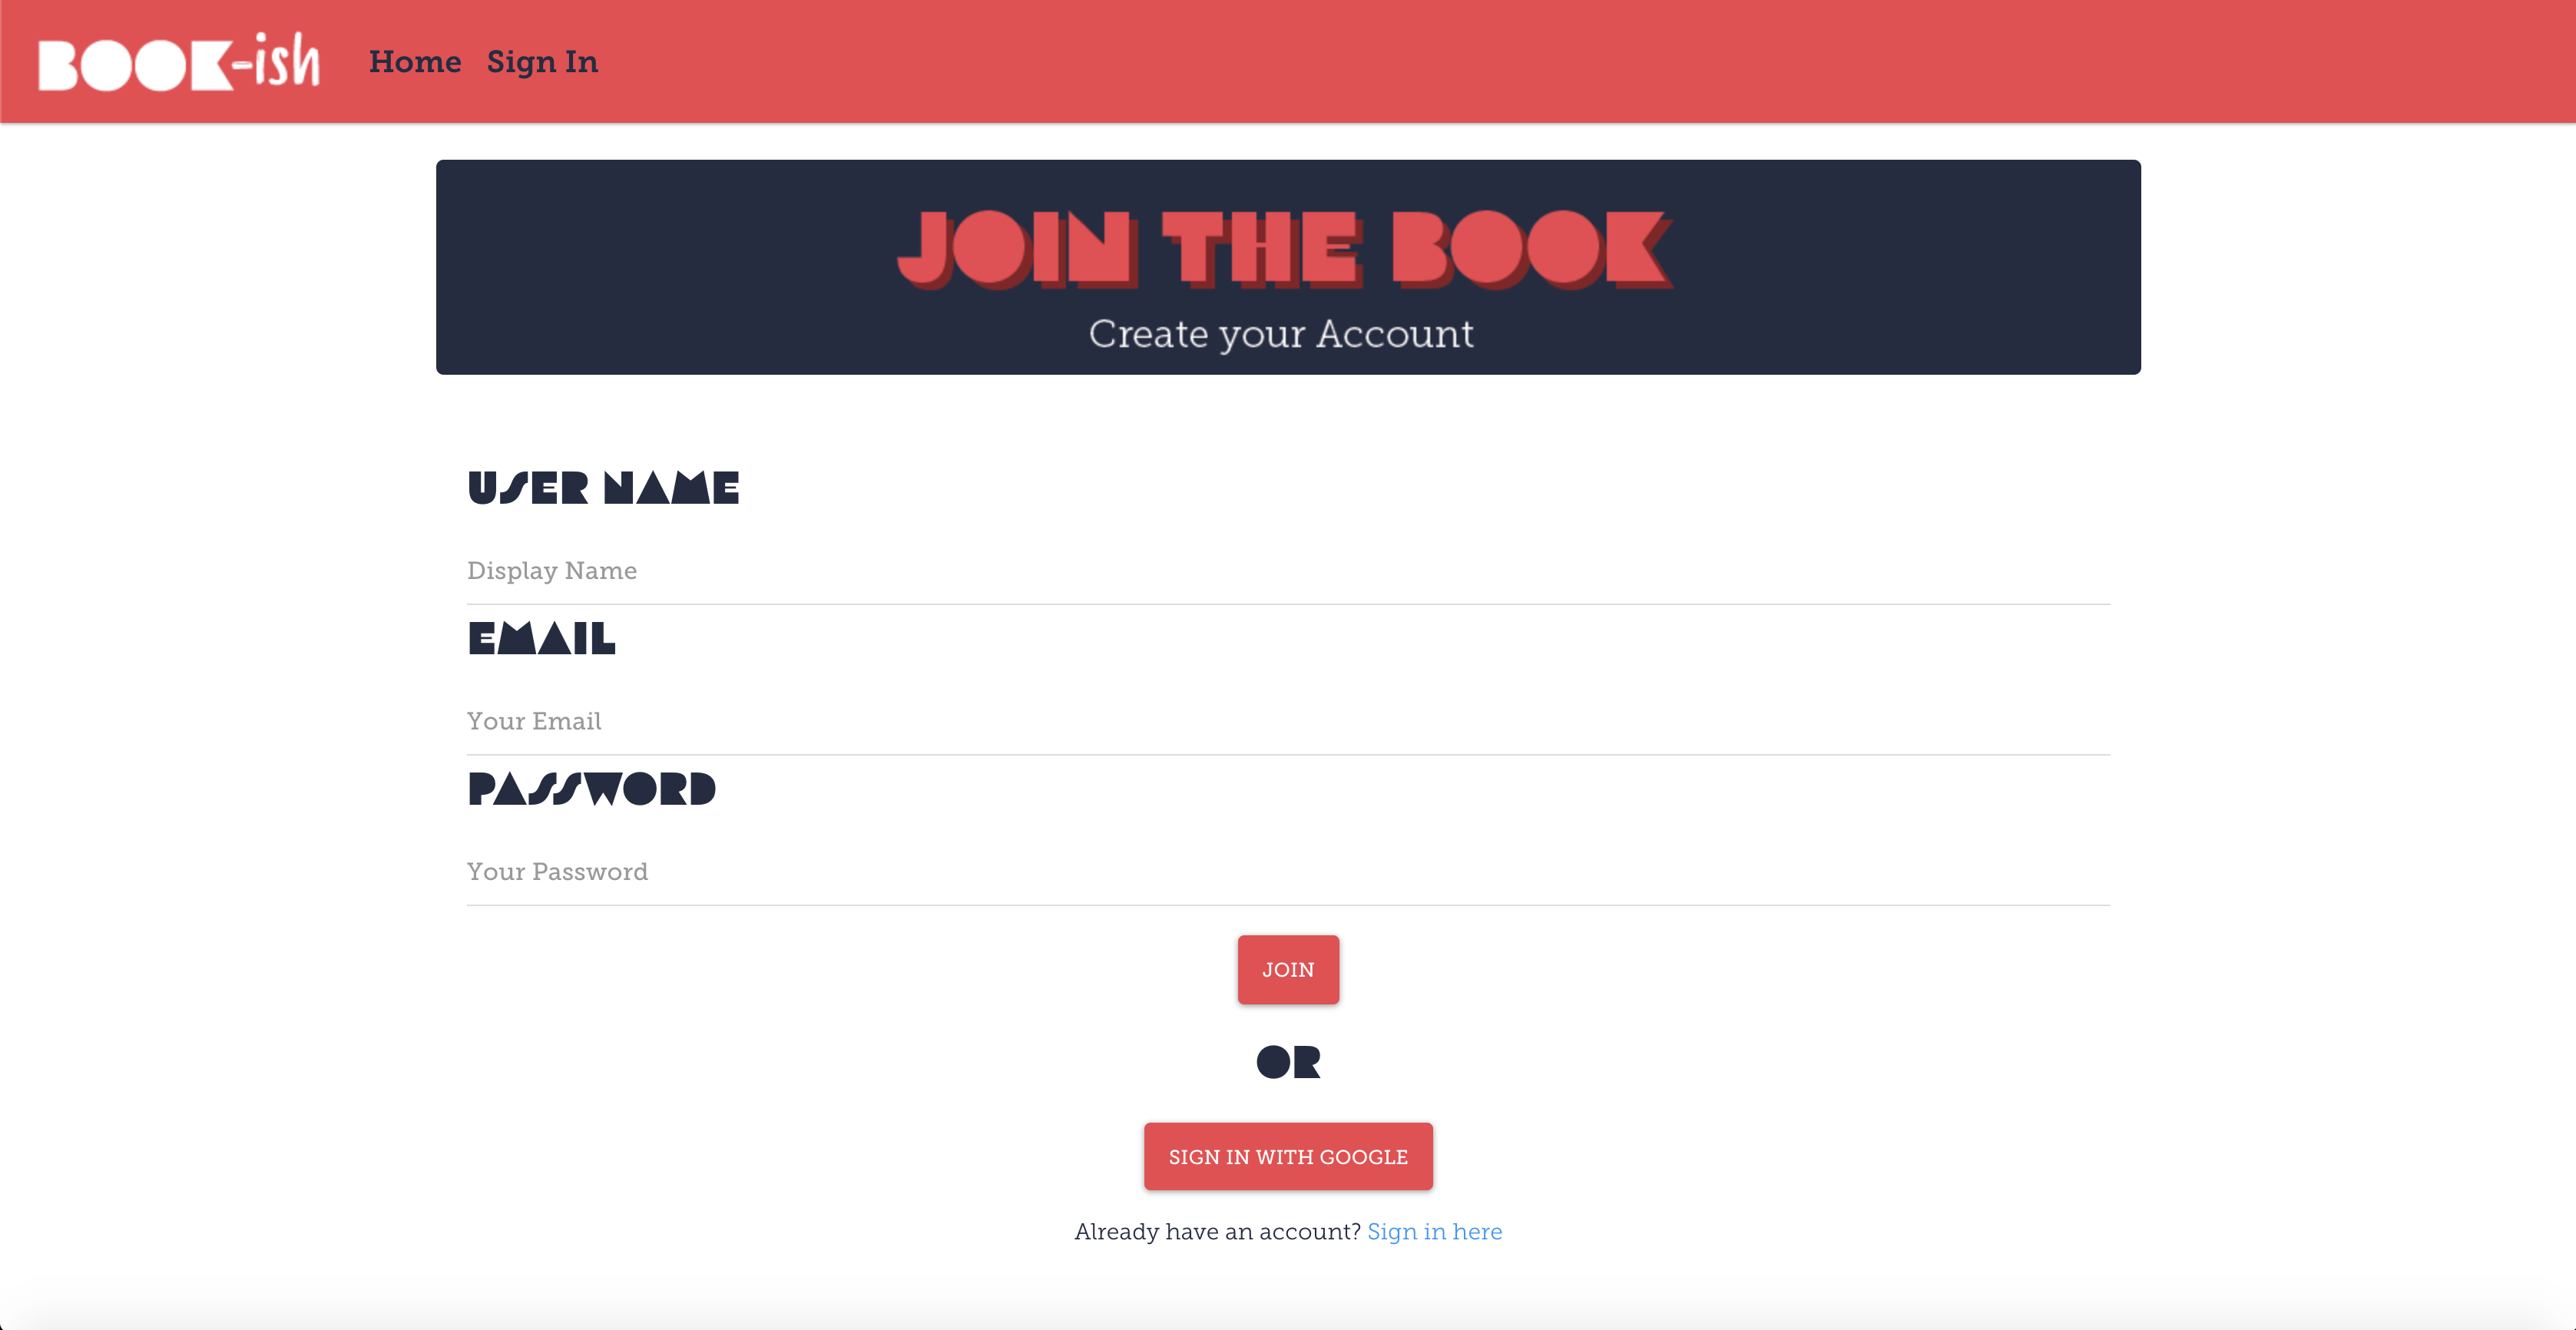 BOOK-ish Home Sign In
JOIN THE BOOK
Create your Account
USER NAME
Display Name
EMAIL
Your Email
PASSWORD
Your Password
JOIN
OR
SIGN IN WITH GOOGLE
Already have an account? Sign in here